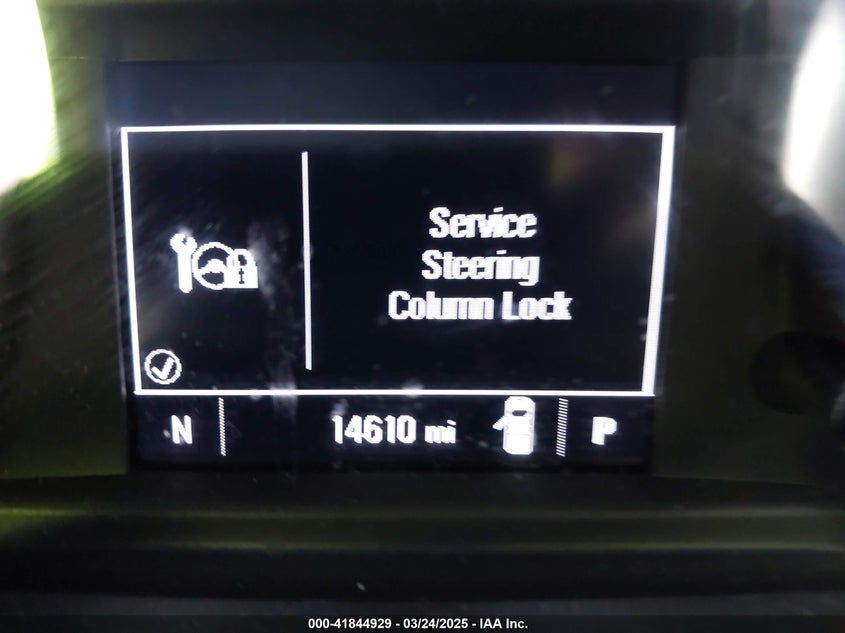 Service
Steering
Column Lock
N 14610 mi P
000-41844929 - 03/24/2025 - IAA Inc.